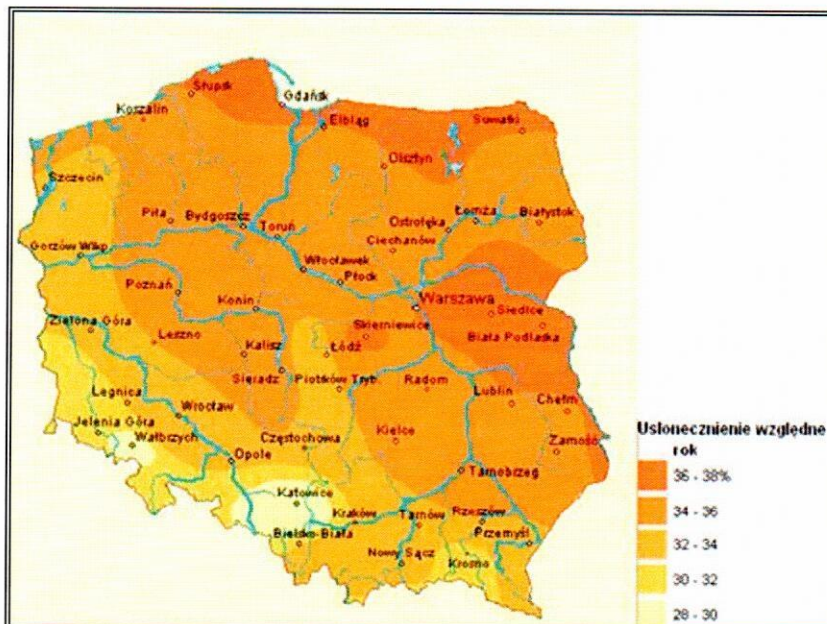 Słupsk
Gdańsk
Koszalin
Elbląg
Suwałki
Olsztyn
Szczecin
Piła
Bydgoszcz
Toruń
Ostrołęka
Łomża
Białystok
Ciechanów
Gorzów Wlkp
Włocławek
Płock
Poznań
Konin
Warszawa
Siedlce
Zielona Góra
Leszno
Skierniewice
Biała Podlaska
Kalisz
Łódź
Sieradz
Piotrków Tryb.
Radom
Lublin
Legnica
Chełm
Wrocław
Jelenia Góra
Wałbrzych
Częstochowa
Kielce
Zamość
Opole
Tarnobrzeg
Katowice
Kraków
Tarnów
Rzeszów
Bielsko-Biała
Przemyśl
Nowy Sącz
Krosno
Usłonecznienie względne
rok
36 - 38%
34 - 36
32 - 34
30 - 32
28 - 30